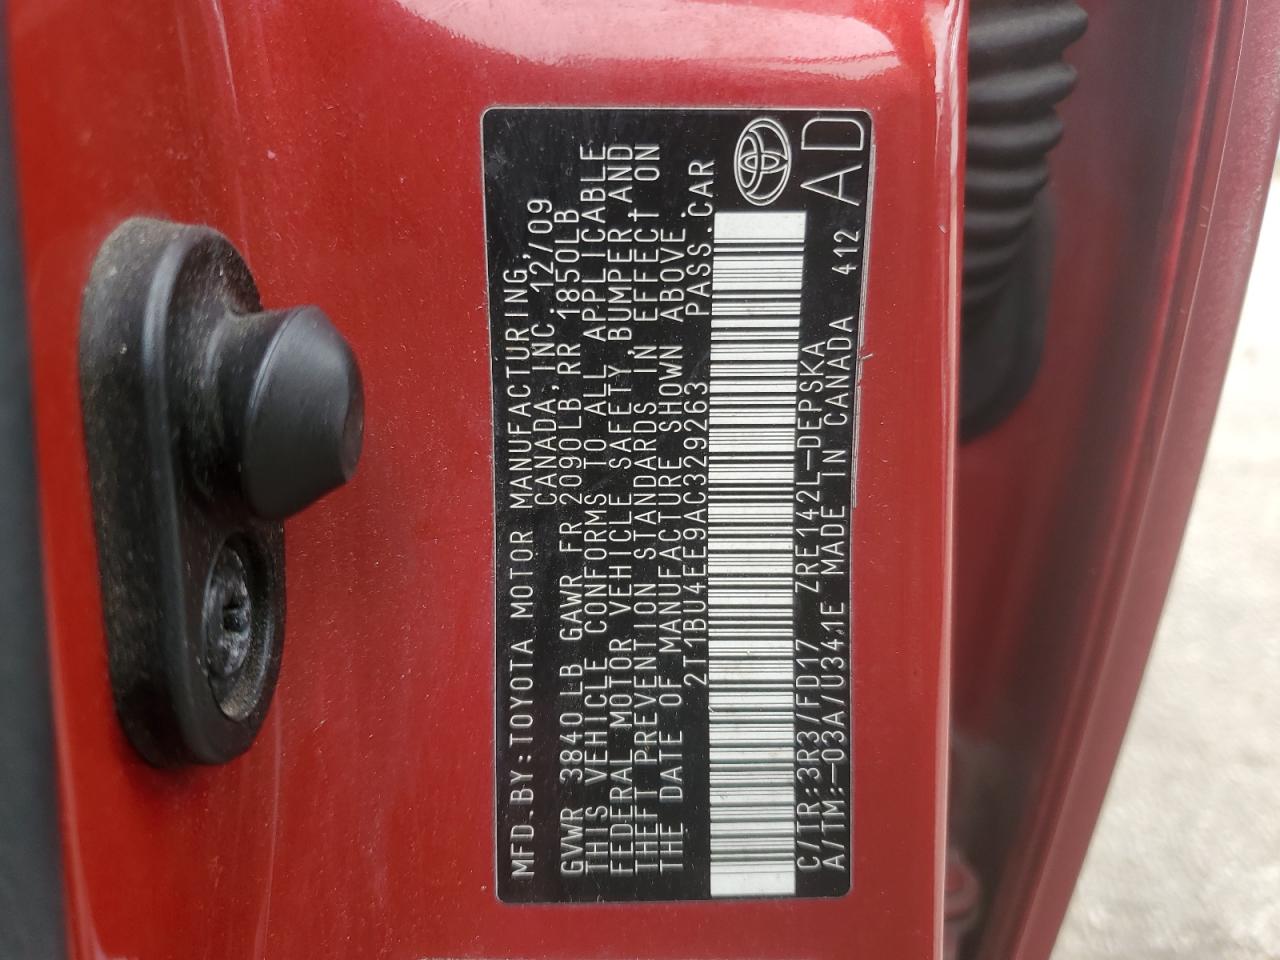 MFD.BY:TOYOTA MOTOR MANUFACTURING,
CANADA,INC. 12/09
GVWR 3840 LB GAWR FR 2090LB,RR 1850LB
THIS VEHICLE CONFORMS TO ALL APPLICABLE
FEDERAL MOTOR VEHICLE SAFETY, BUMPER,AND
THEFT PREVENTION STANDARDS IN EFFECT ON
THE DATE OF MANUFACTURE SHOWN ABOVE.
2T1BU4EE9AC329263 PASS.CAR
C/TR:3R3/FD17 ZRE142L-DEPSKA
A/TM:-03A/U341E MADE IN CANADA 412
AD